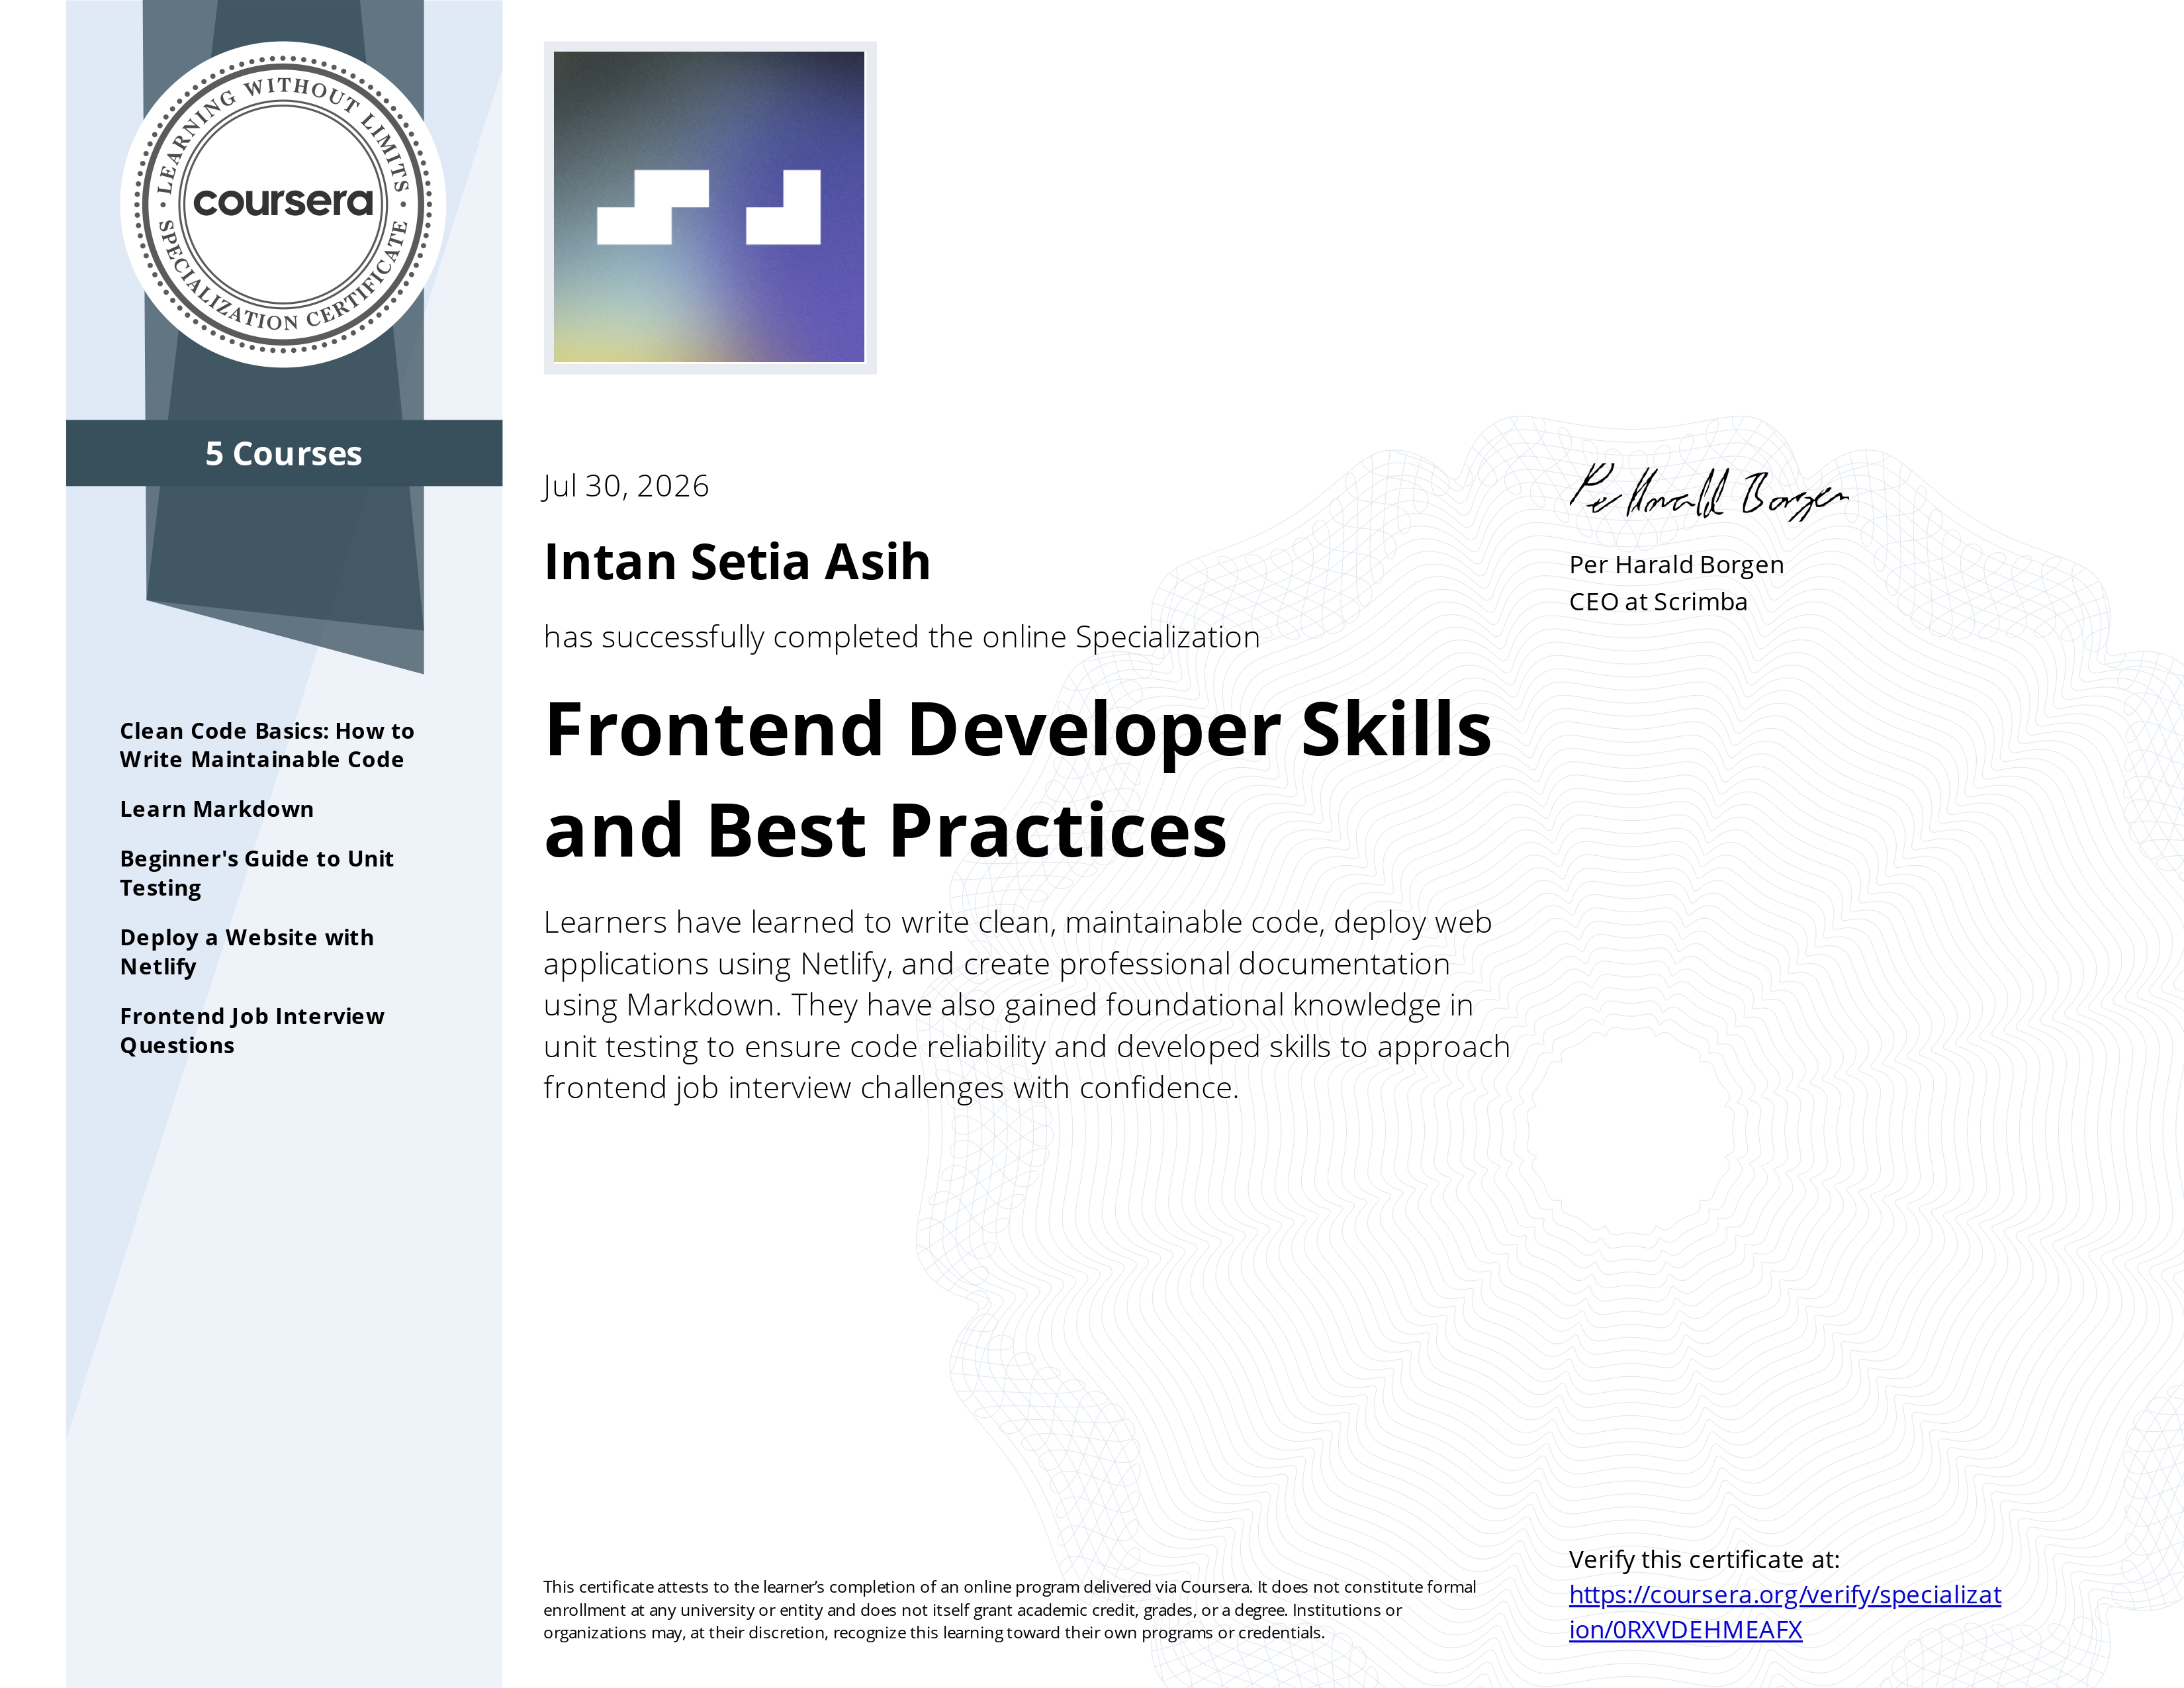 LEARNING WITHOUT LIMITS
coursera
SPECIALIZATION CERTIFICATE
5 Courses
Clean Code Basics: How to
Write Maintainable Code
Learn Markdown
Beginner's Guide to Unit
Testing
Deploy a Website with
Netlify
Frontend Job Interview
Questions
Jul 30, 2026
Intan Setia Asih
has successfully completed the online Specialization
Frontend Developer Skills
and Best Practices
Learners have learned to write clean, maintainable code, deploy web
applications using Netlify, and create professional documentation
using Markdown. They have also gained foundational knowledge in
unit testing to ensure code reliability and developed skills to approach
frontend job interview challenges with confidence.
Per Harald Borgen
Per Harald Borgen
CEO at Scrimba
This certificate attests to the learner’s completion of an online program delivered via Coursera. It does not constitute formal
enrollment at any university or entity and does not itself grant academic credit, grades, or a degree. Institutions or
organizations may, at their discretion, recognize this learning toward their own programs or credentials.
Verify this certificate at:
https://coursera.org/verify/specializat
ion/0RXVDEHMEAFX